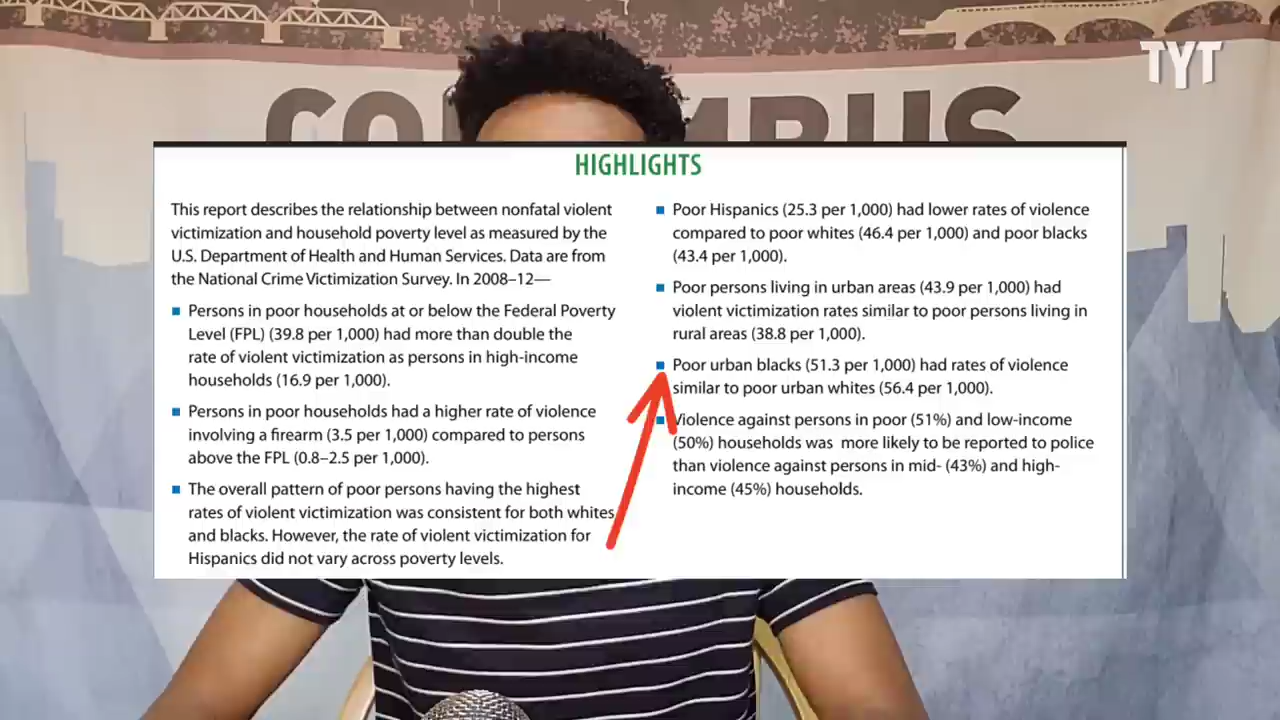 TYT
HIGHLIGHTS
This report describes the relationship between nonfatal violent
victimization and household poverty level as measured by the
U.S. Department of Health and Human Services. Data are from
the National Crime Victimization Survey. In 2008–12—
Persons in poor households at or below the Federal Poverty
Level (FPL) (39.8 per 1,000) had more than double the
rate of violent victimization as persons in high-income
households (16.9 per 1,000).
Persons in poor households had a higher rate of violence
involving a firearm (3.5 per 1,000) compared to persons
above the FPL (0.8–2.5 per 1,000).
The overall pattern of poor persons having the highest
rates of violent victimization was consistent for both whites
and blacks. However, the rate of violent victimization for
Hispanics did not vary across poverty levels.
Poor Hispanics (25.3 per 1,000) had lower rates of violence
compared to poor whites (46.4 per 1,000) and poor blacks
(43.4 per 1,000).
Poor persons living in urban areas (43.9 per 1,000) had
violent victimization rates similar to poor persons living in
rural areas (38.8 per 1,000).
Poor urban blacks (51.3 per 1,000) had rates of violence
similar to poor urban whites (56.4 per 1,000).
Violence against persons in poor (51%) and low-income
(50%) households was more likely to be reported to police
than violence against persons in mid- (43%) and high-
income (45%) households.